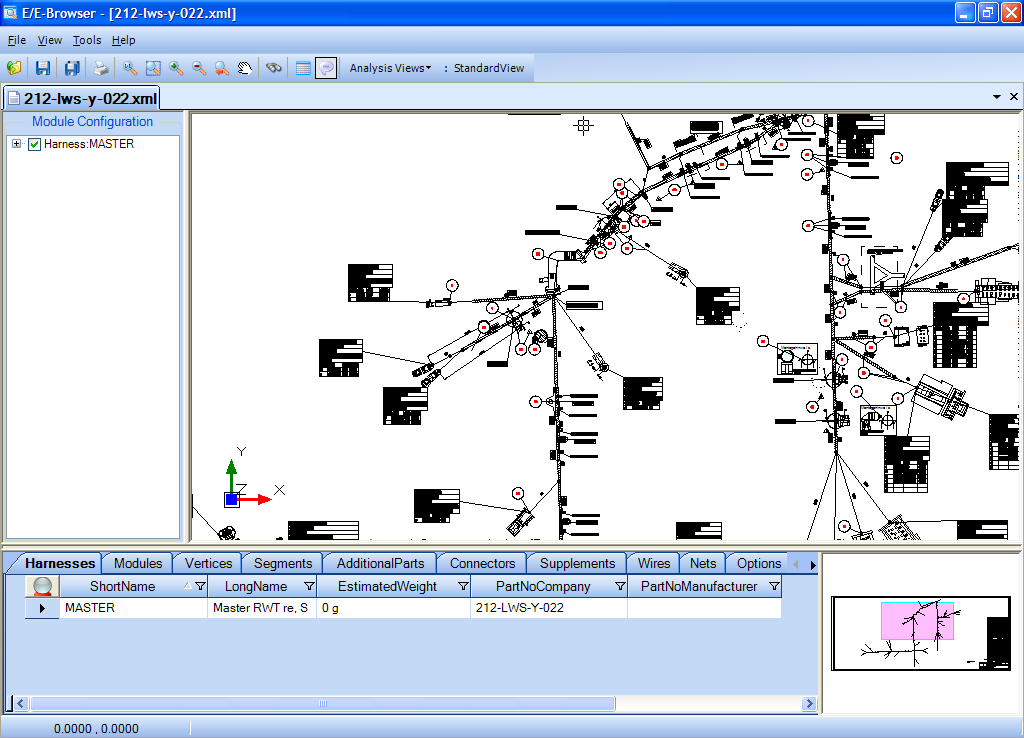 E/E-Browser - [212-lws-y-022.xml]
File View Tools Help
Analysis Views : StandardView
212-lws-y-022.xml
Module Configuration
Harness:MASTER
Y
Z
X
Harnesses Modules Vertices Segments AdditionalParts Connectors Supplements Wires Nets Options
ShortName LongName EstimatedWeight PartNoCompany PartNoManufacturer
MASTER Master RWT re, S 0 g 212-LWS-Y-022
0.0000 , 0.0000